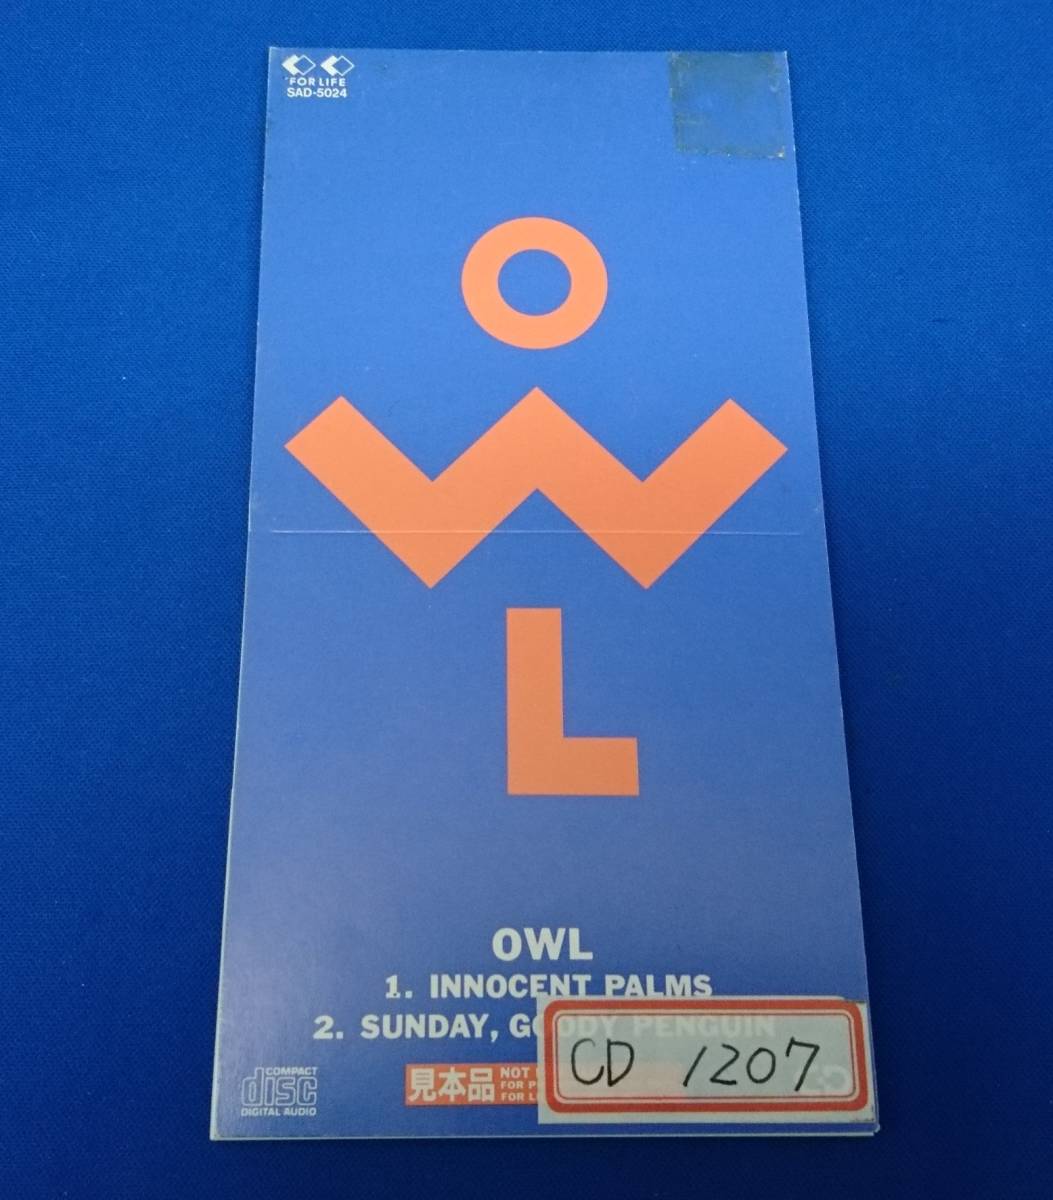 FOR LIFE
SAD-5024
O
W
L
OWL
1. INNOCENT PALMS
2. SUNDAY, GOODY PENGUIN
COMPACT
disc
DIGITAL AUDIO
見本品
NOT
FOR
FOR
CD 1207